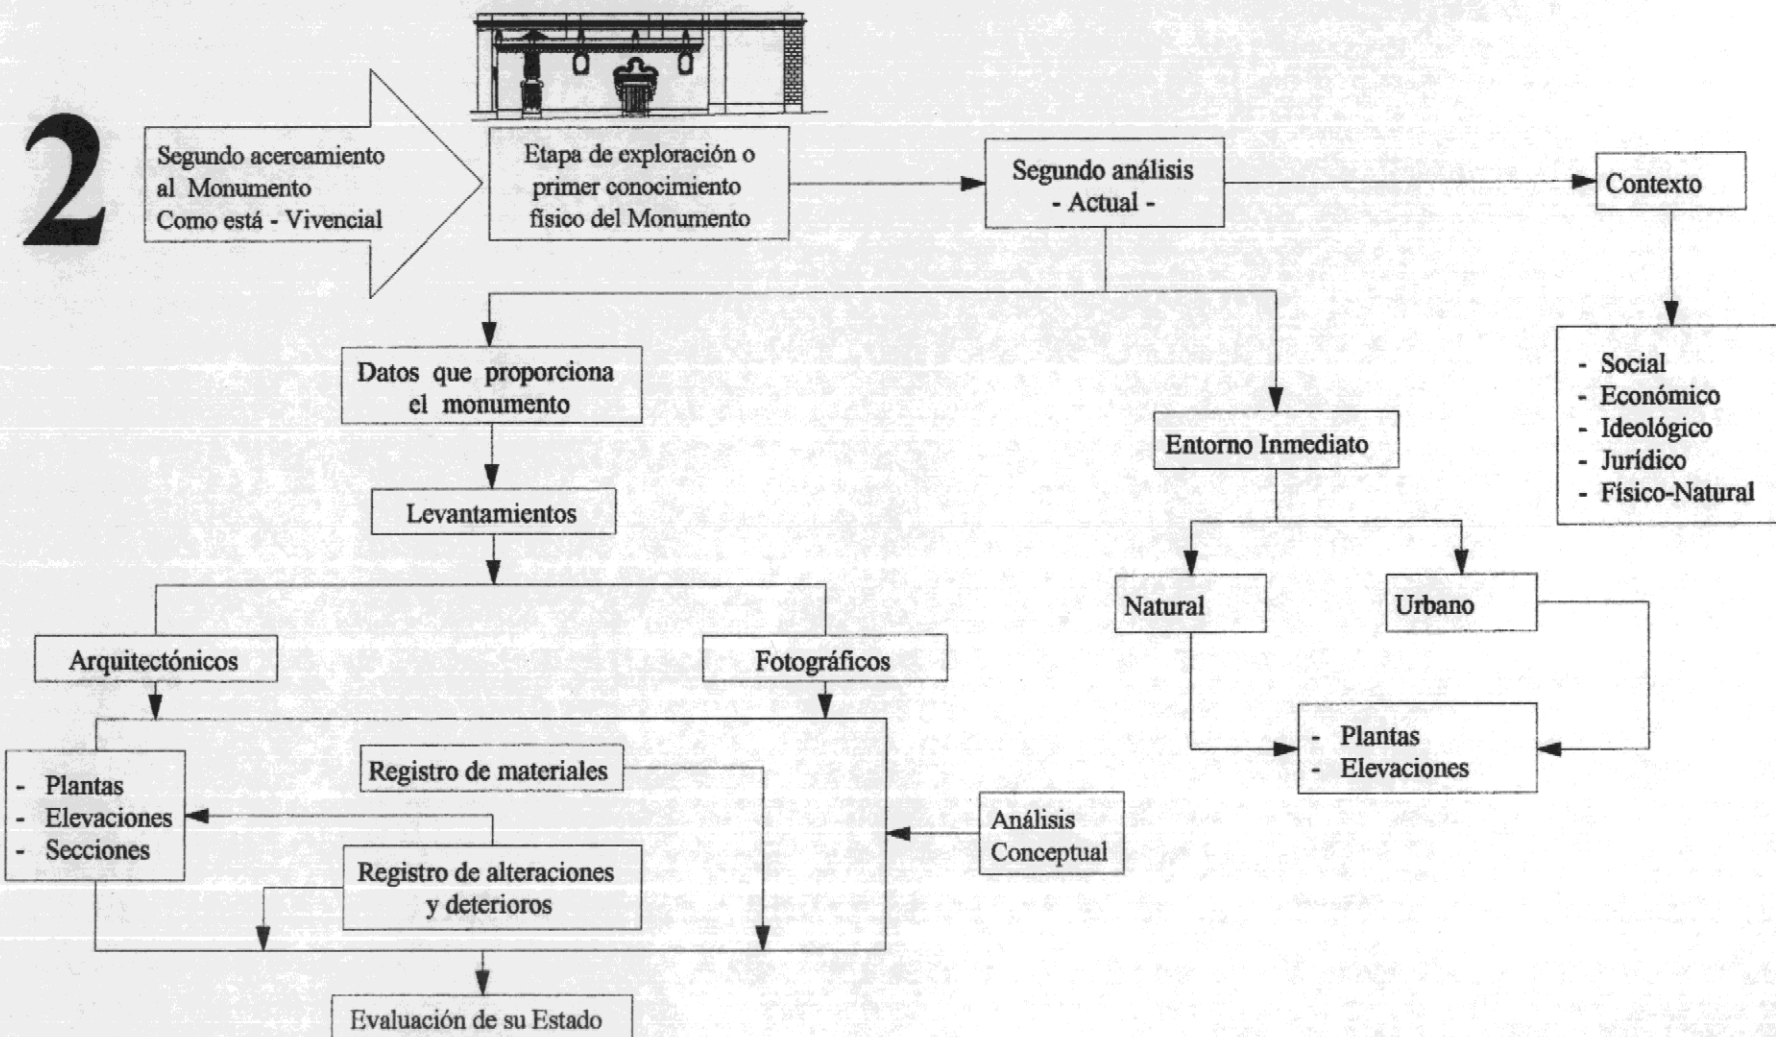 2
Segundo acercamiento
al Monumento
Como está - Vivencial
Etapa de exploración o
primer conocimiento
físico del Monumento
Segundo análisis
- Actual -
Contexto
- Social
- Económico
- Ideológico
- Jurídico
- Físico-Natural
Datos que proporciona
el monumento
Levantamientos
Entorno Inmediato
Natural
Urbano
- Plantas
- Elevaciones
Arquitectónicos
Fotográficos
- Plantas
- Elevaciones
- Secciones
Registro de materiales
Registro de alteraciones
y deterioros
Análisis
Conceptual
Evaluación de su Estado